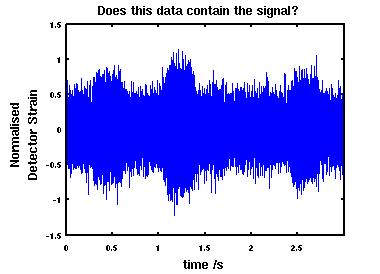 Does this data contain the signal?
1.5
1
0.5
0
-0.5
-1
-1.5
Normalised
Detector Strain
0 0.5 1 1.5 2 2.5
time /s